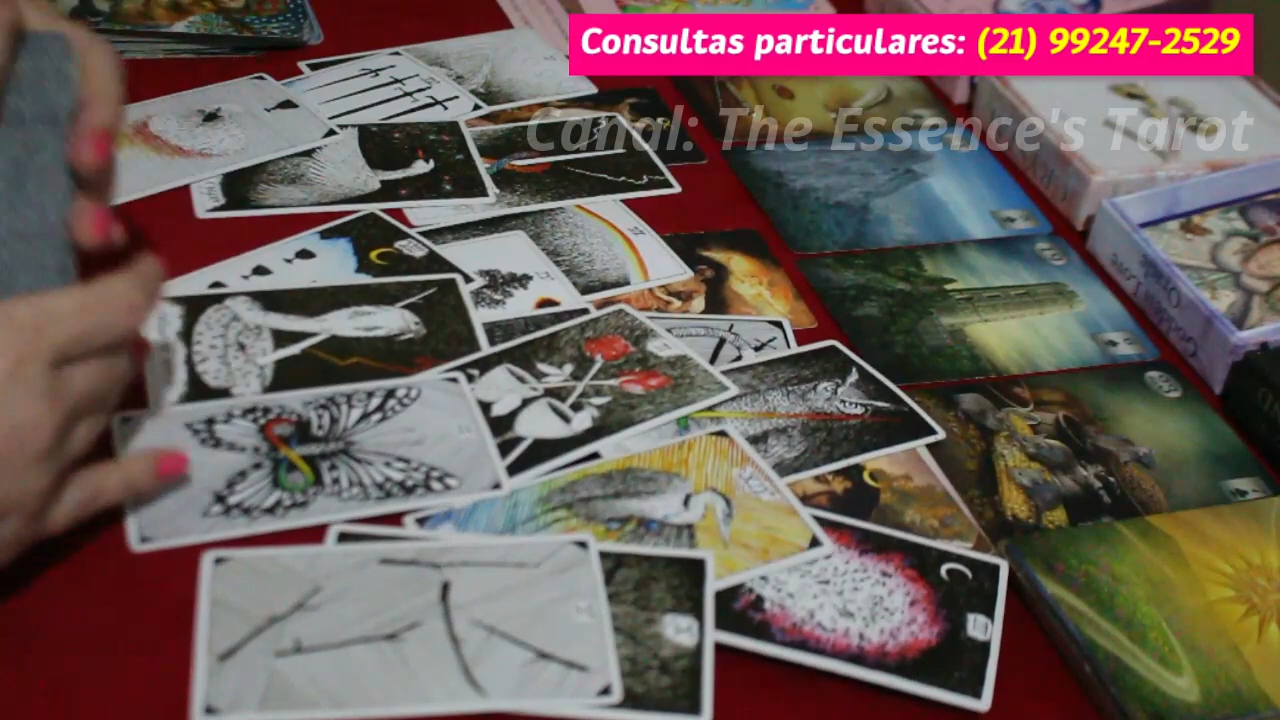 Consultas particulares: (21) 99247-2529
Canal: The Essence's Tarot